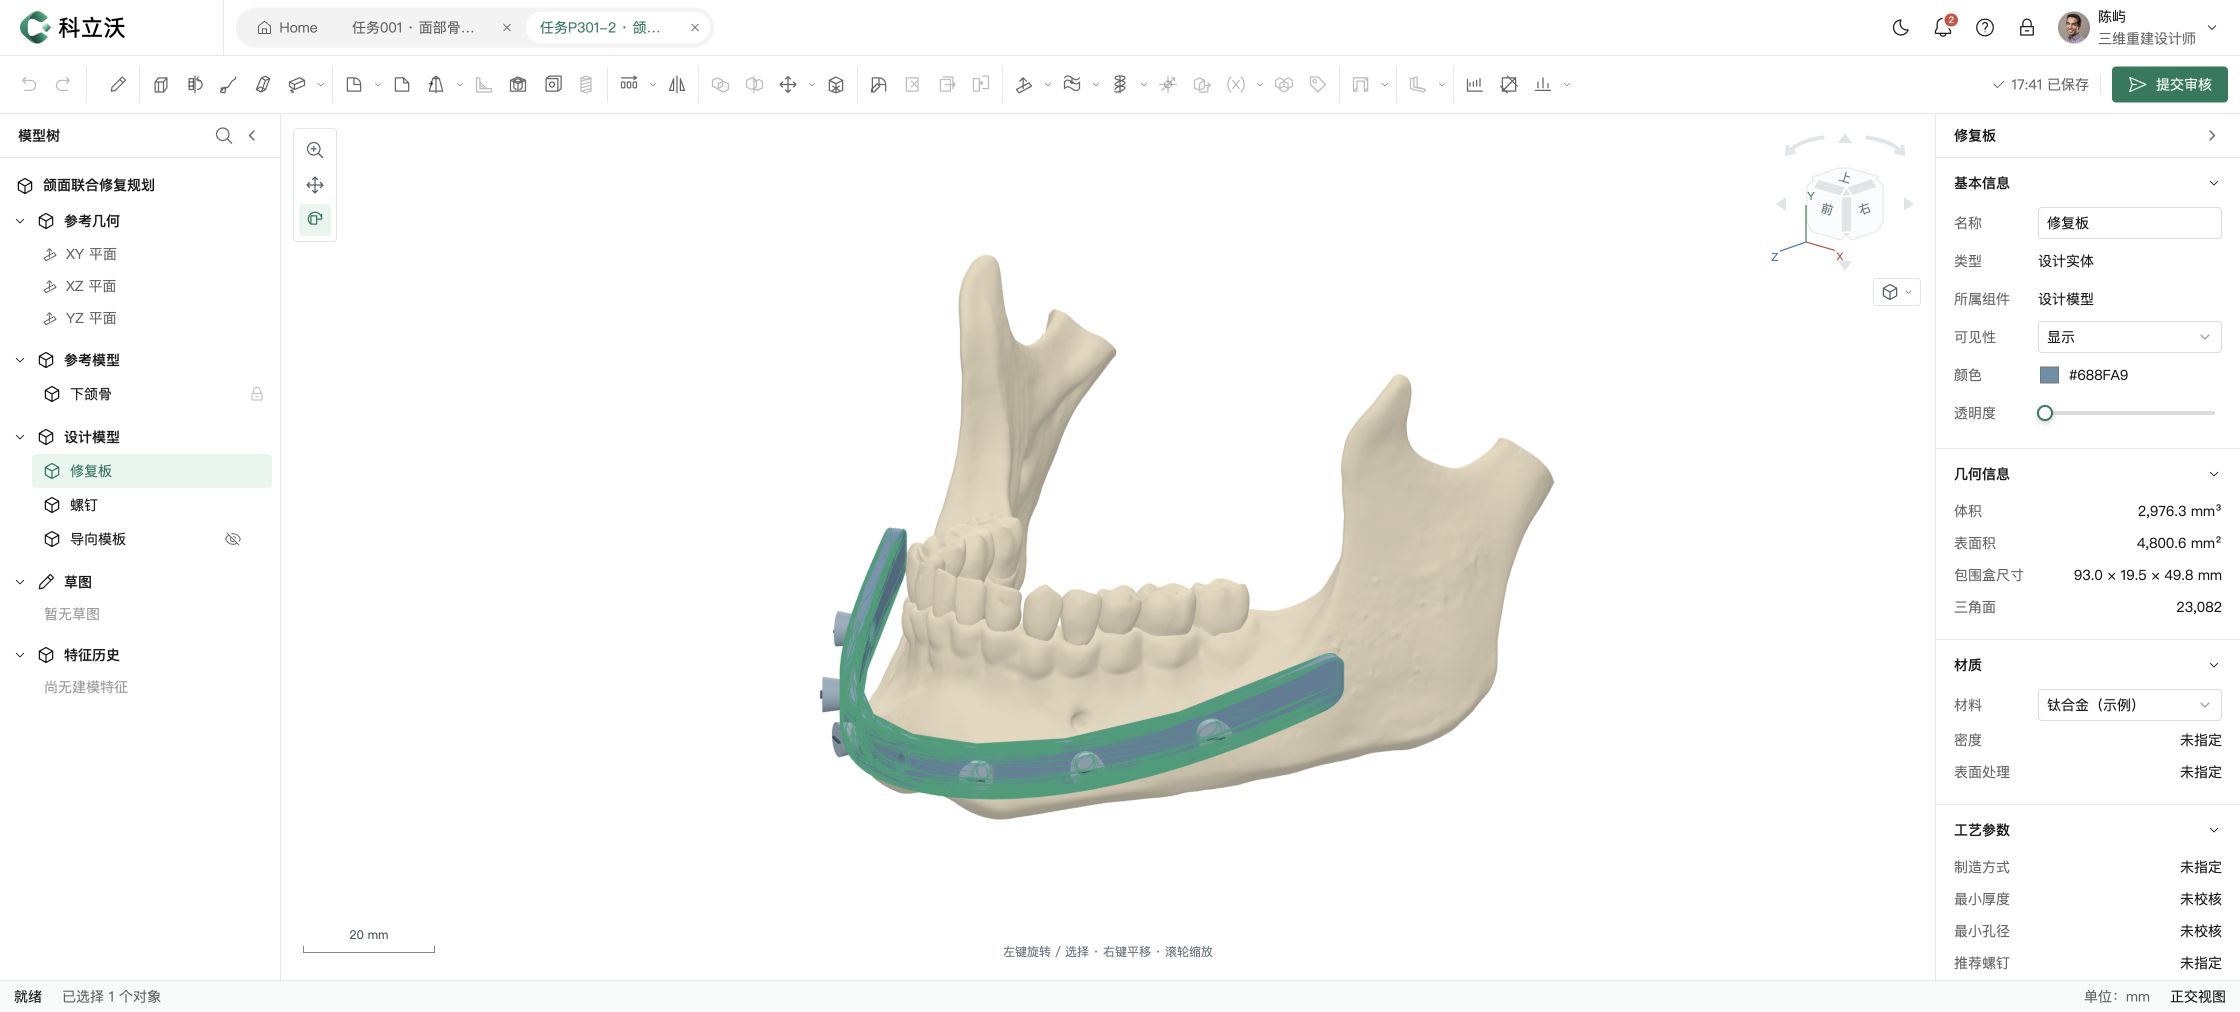 科立沃
Home
任务001 · 面部骨...
任务P301-2 · 颌...
2
陈屿
三维重建设计师
17:41 已保存
提交审核
模型树
颌面联合修复规划
参考几何
XY 平面
XZ 平面
YZ 平面
参考模型
下颌骨
设计模型
修复板
螺钉
导向模板
草图
暂无草图
特征历史
尚无建模特征
上
前
右
Y
Z
X
20 mm
左键旋转 / 选择 · 右键平移 · 滚轮缩放
修复板
基本信息
名称 修复板
类型 设计实体
所属组件 设计模型
可见性 显示
颜色 #688FA9
透明度
几何信息
体积 2,976.3 mm³
表面积 4,800.6 mm²
包围盒尺寸 93.0 × 19.5 × 49.8 mm
三角面 23,082
材质
材料 钛合金（示例）
密度 未指定
表面处理 未指定
工艺参数
制造方式 未指定
最小厚度 未校核
最小孔径 未校核
推荐螺钉 未指定
就绪 已选择 1 个对象
单位：mm 正交视图